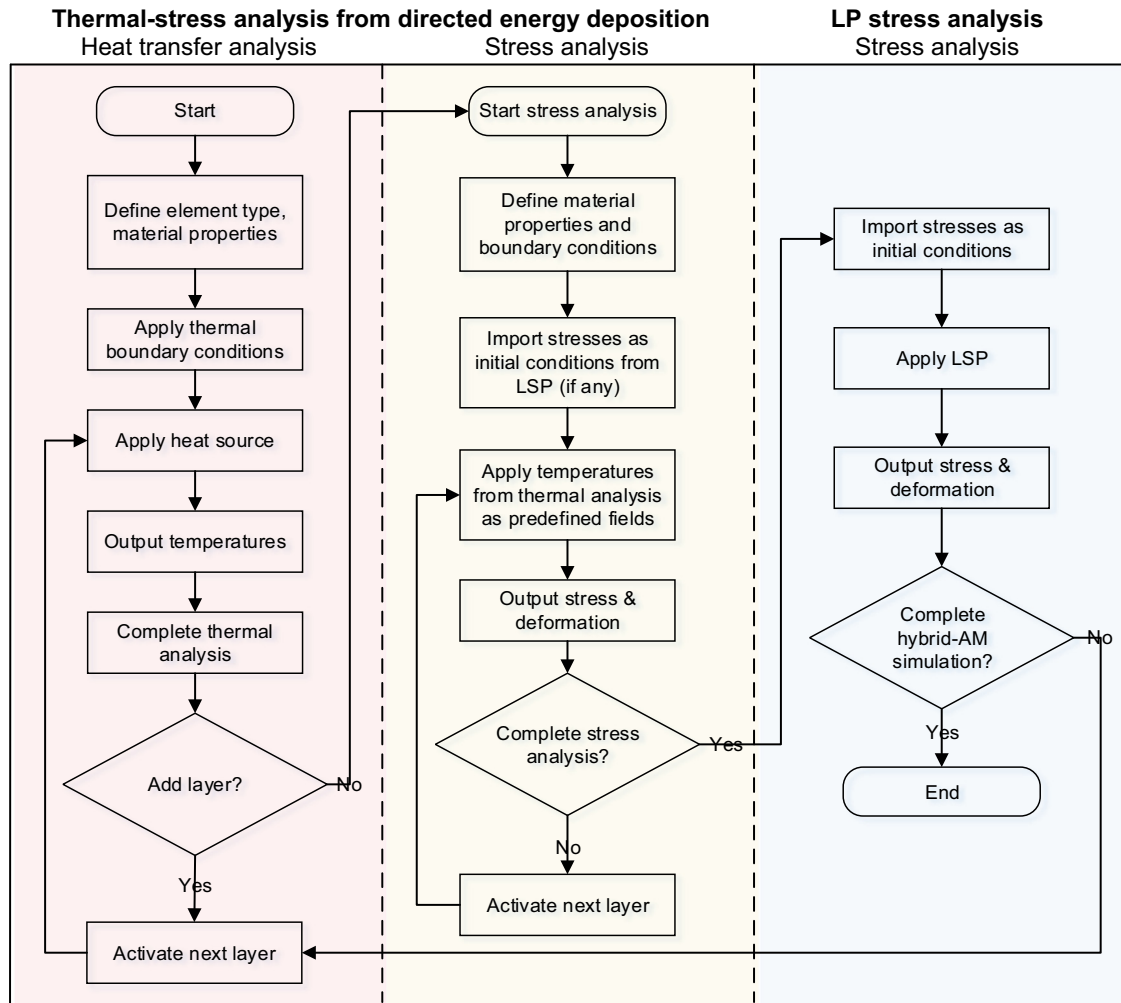 Thermal-stress analysis from directed energy deposition
Heat transfer analysis
Stress analysis
LP stress analysis
Stress analysis
Start
Define element type,
material properties
Apply thermal
boundary conditions
Apply heat source
Output temperatures
Complete thermal
analysis
Add layer?
No
Yes
Activate next layer
Start stress analysis
Define material
properties and
boundary conditions
Import stresses as
initial conditions from
LSP (if any)
Apply temperatures
from thermal analysis
as predefined fields
Output stress &
deformation
Complete stress
analysis?
Yes
No
Activate next layer
Import stresses as
initial conditions
Apply LSP
Output stress &
deformation
Complete
hybrid-AM
simulation?
No
Yes
End